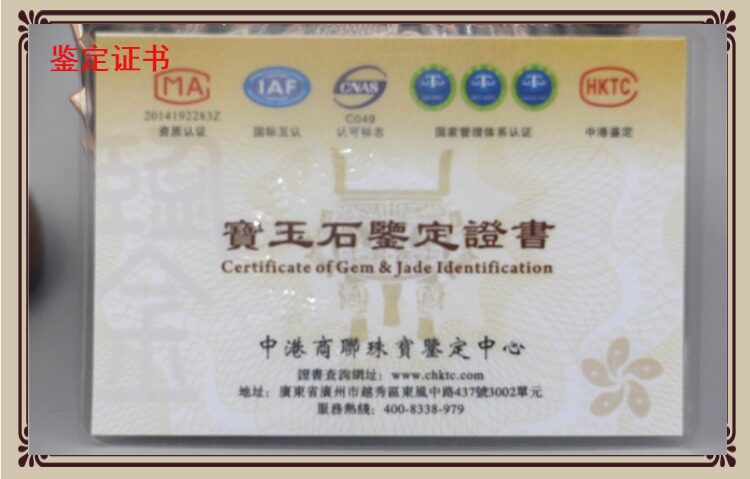 鉴定证书
MA
IAF
CNAS
HKTC
2014192283Z
C049
资质认证
国际互认
认可标志
国家管理体系认证
中港鉴定
寶玉石鑒定證書
Certificate of Gem & Jade Identification
中港商聯珠寶鑒定中心
證書查詢網址：www.chktc.com
地址：廣東省廣州市越秀區東風中路437號3002單元
服務熱綫：400-8338-979